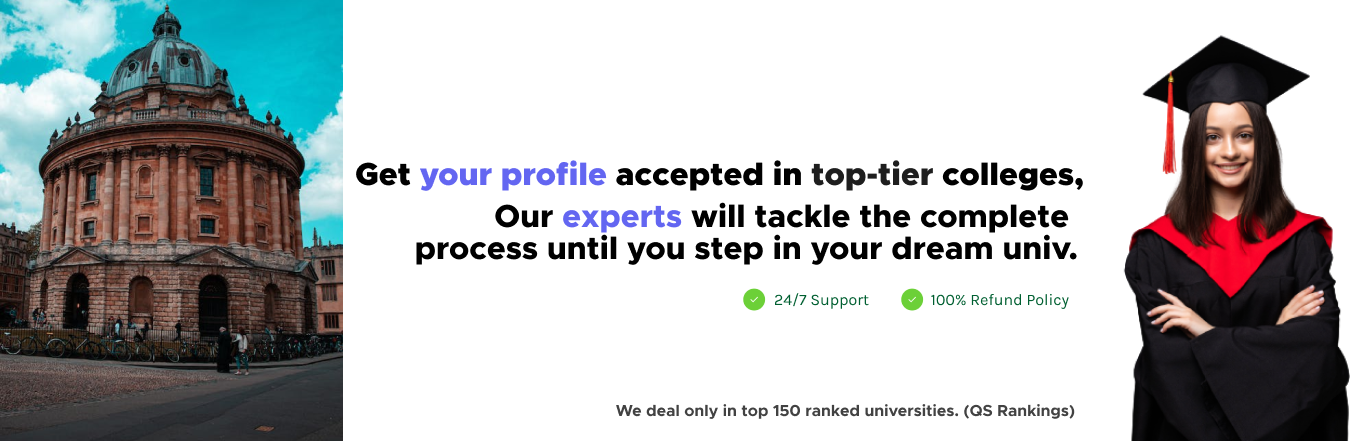 Get your profile accepted in top-tier colleges,
Our experts will tackle the complete
process until you step in your dream univ.
24/7 Support 100% Refund Policy
We deal only in top 150 ranked universities. (QS Rankings)